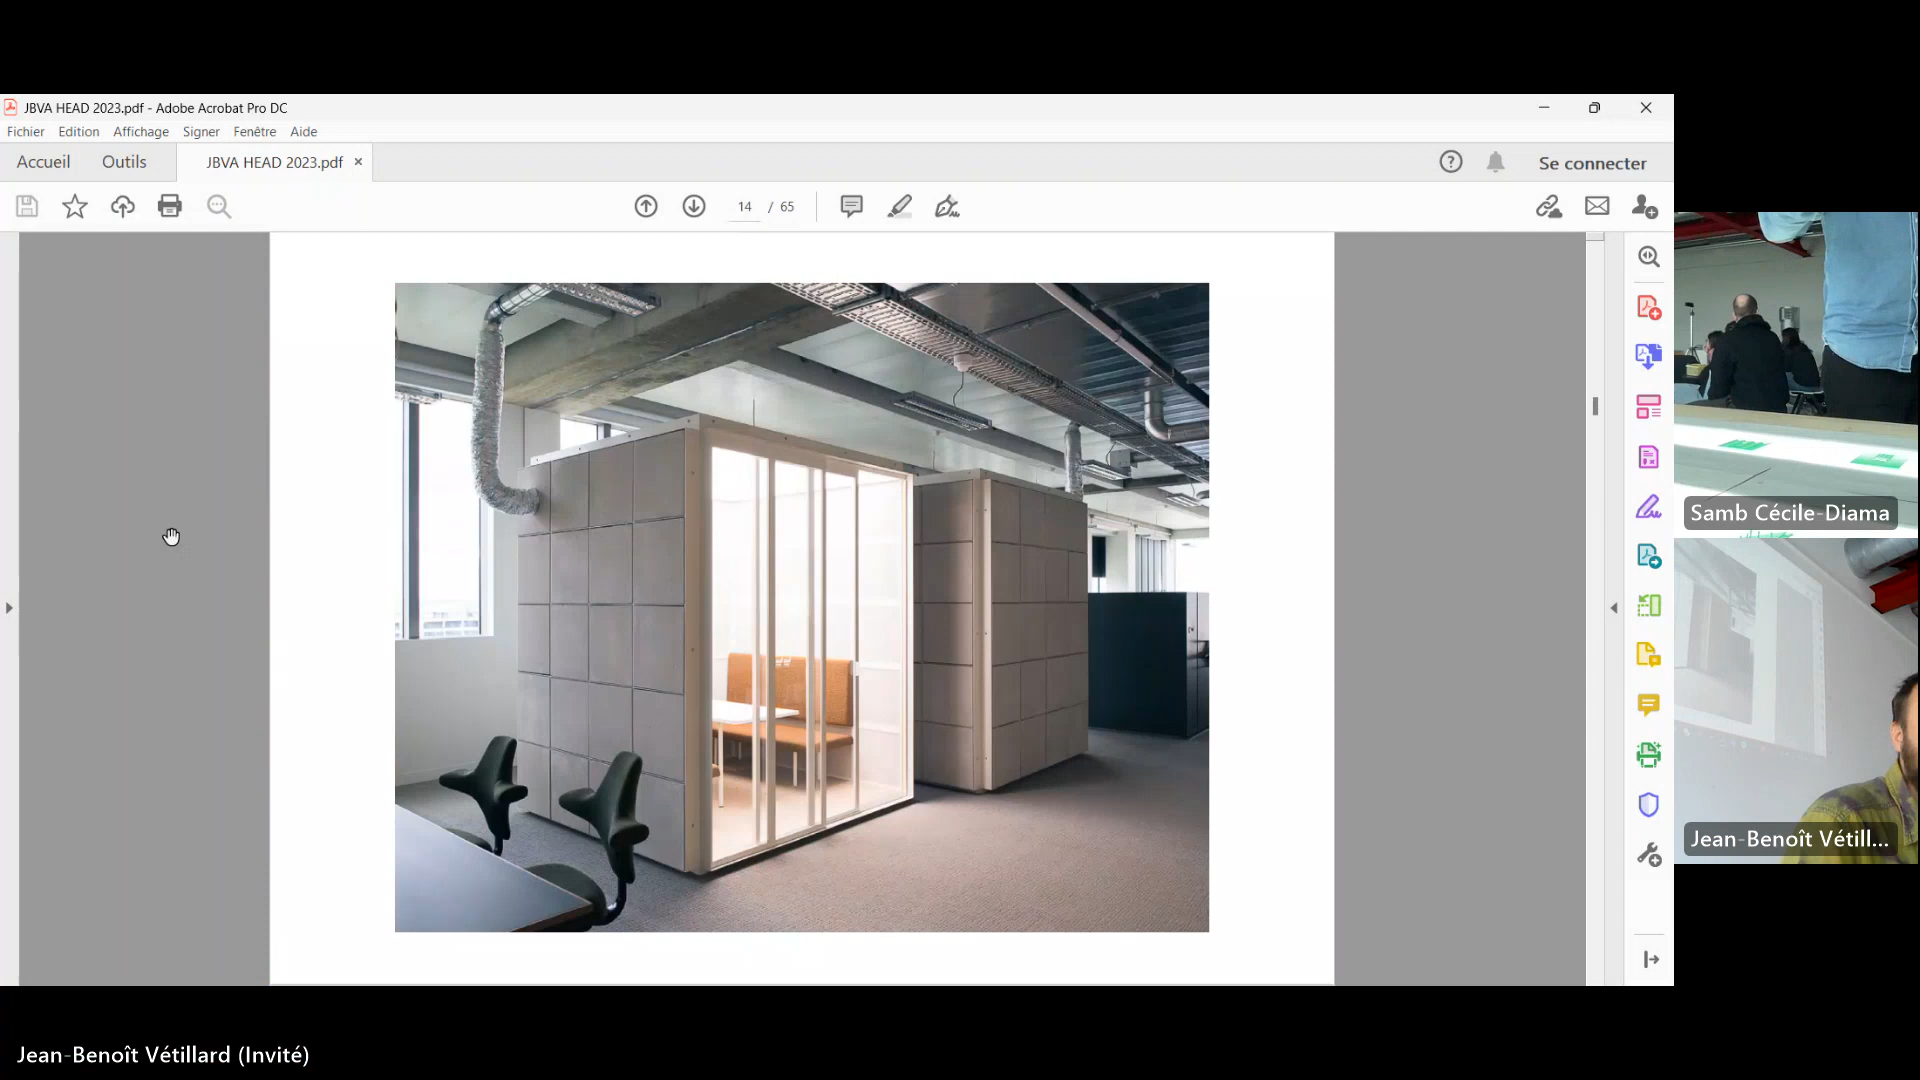 JBVA HEAD 2023.pdf - Adobe Acrobat Pro DC
Fichier Edition Affichage Signer Fenêtre Aide
Accueil Outils JBVA HEAD 2023.pdf × Se connecter
14 / 65
Samb Cécile-Diama
Jean-Benoît Vétill...
Jean-Benoît Vétillard (Invité)